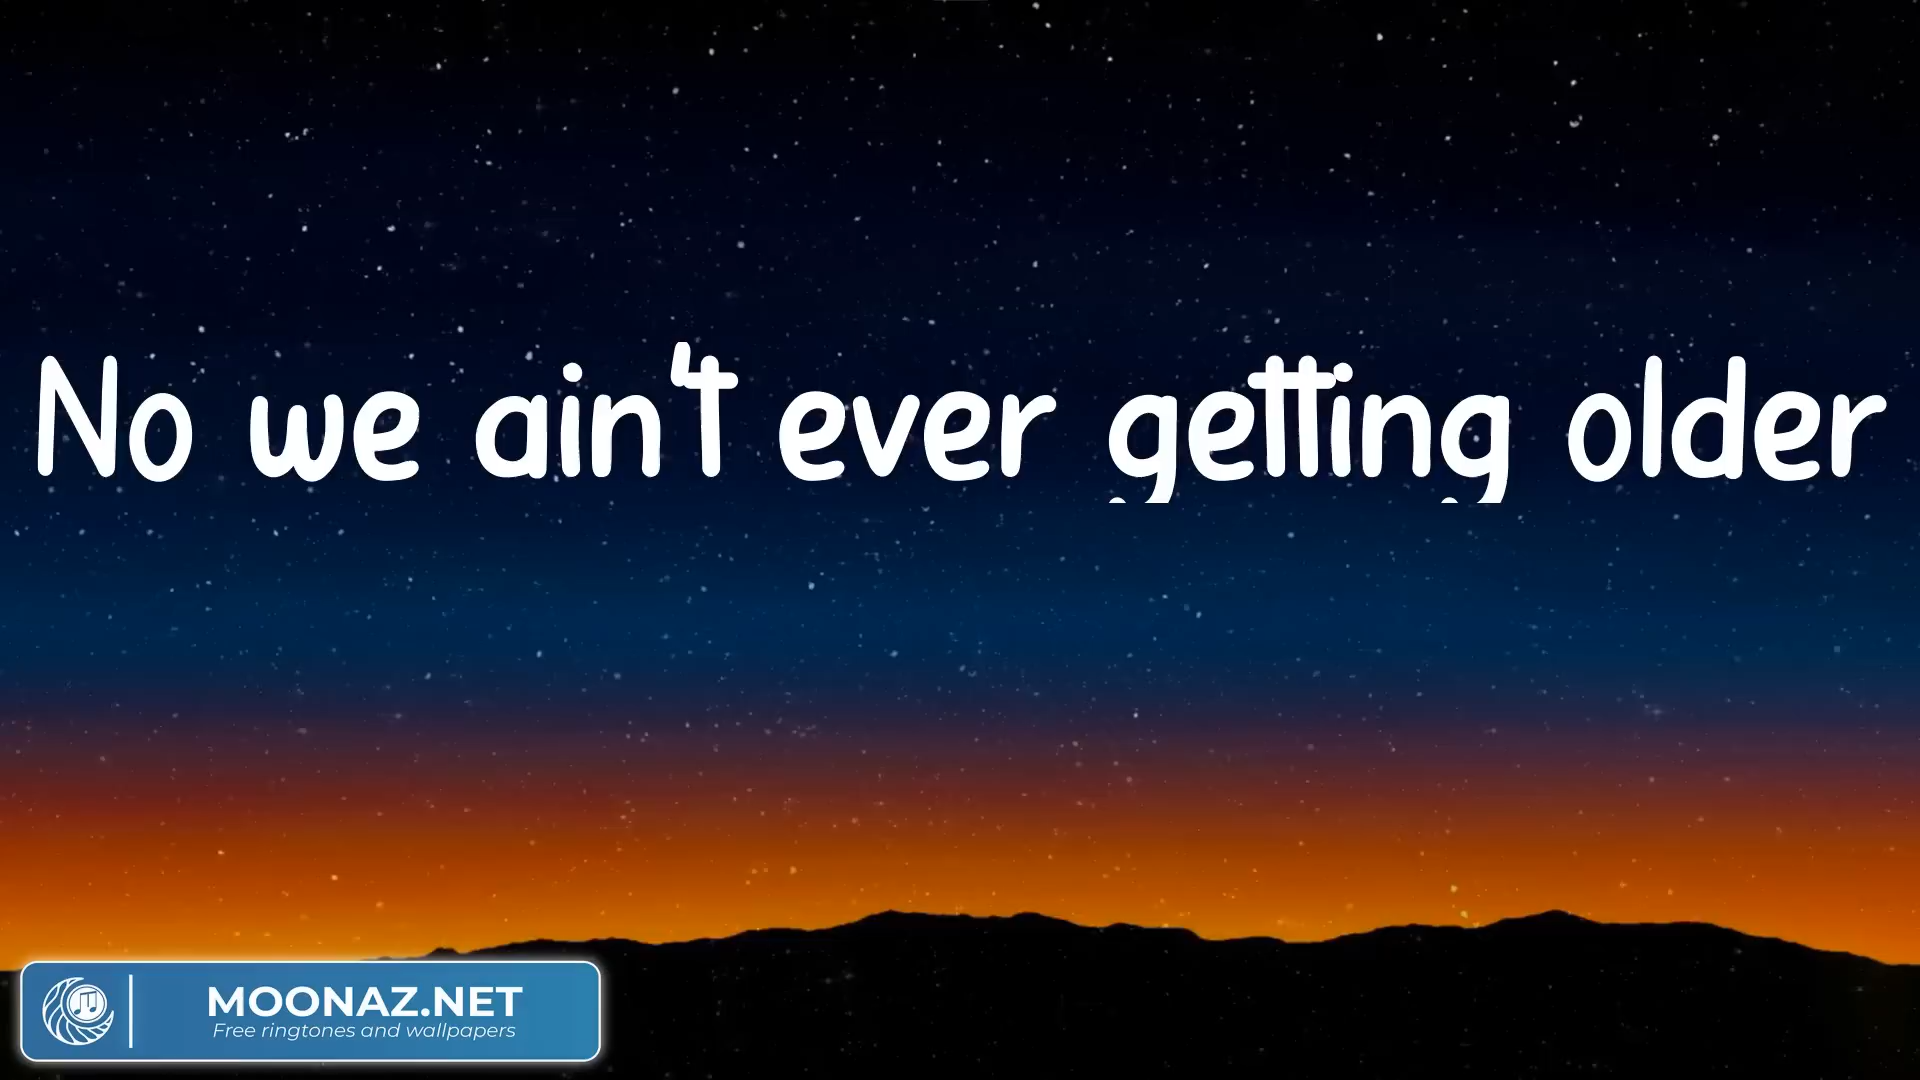 No we ain't ever getting older
MOONAZ.NET
Free ringtones and wallpapers